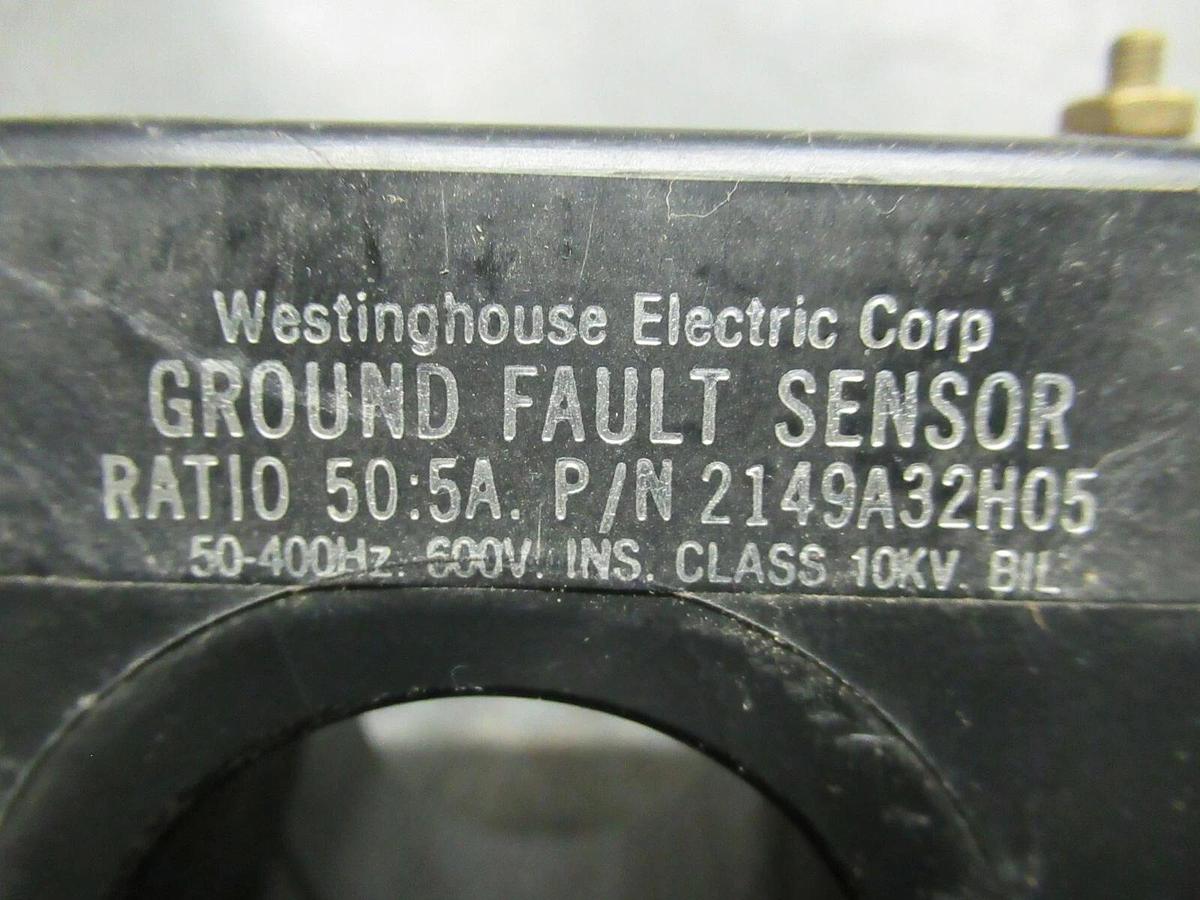 Westinghouse Electric Corp
GROUND FAULT SENSOR
RATIO 50:5A. P/N 2149A32H05
50-400Hz. 600V. INS. CLASS 10KV. BIL